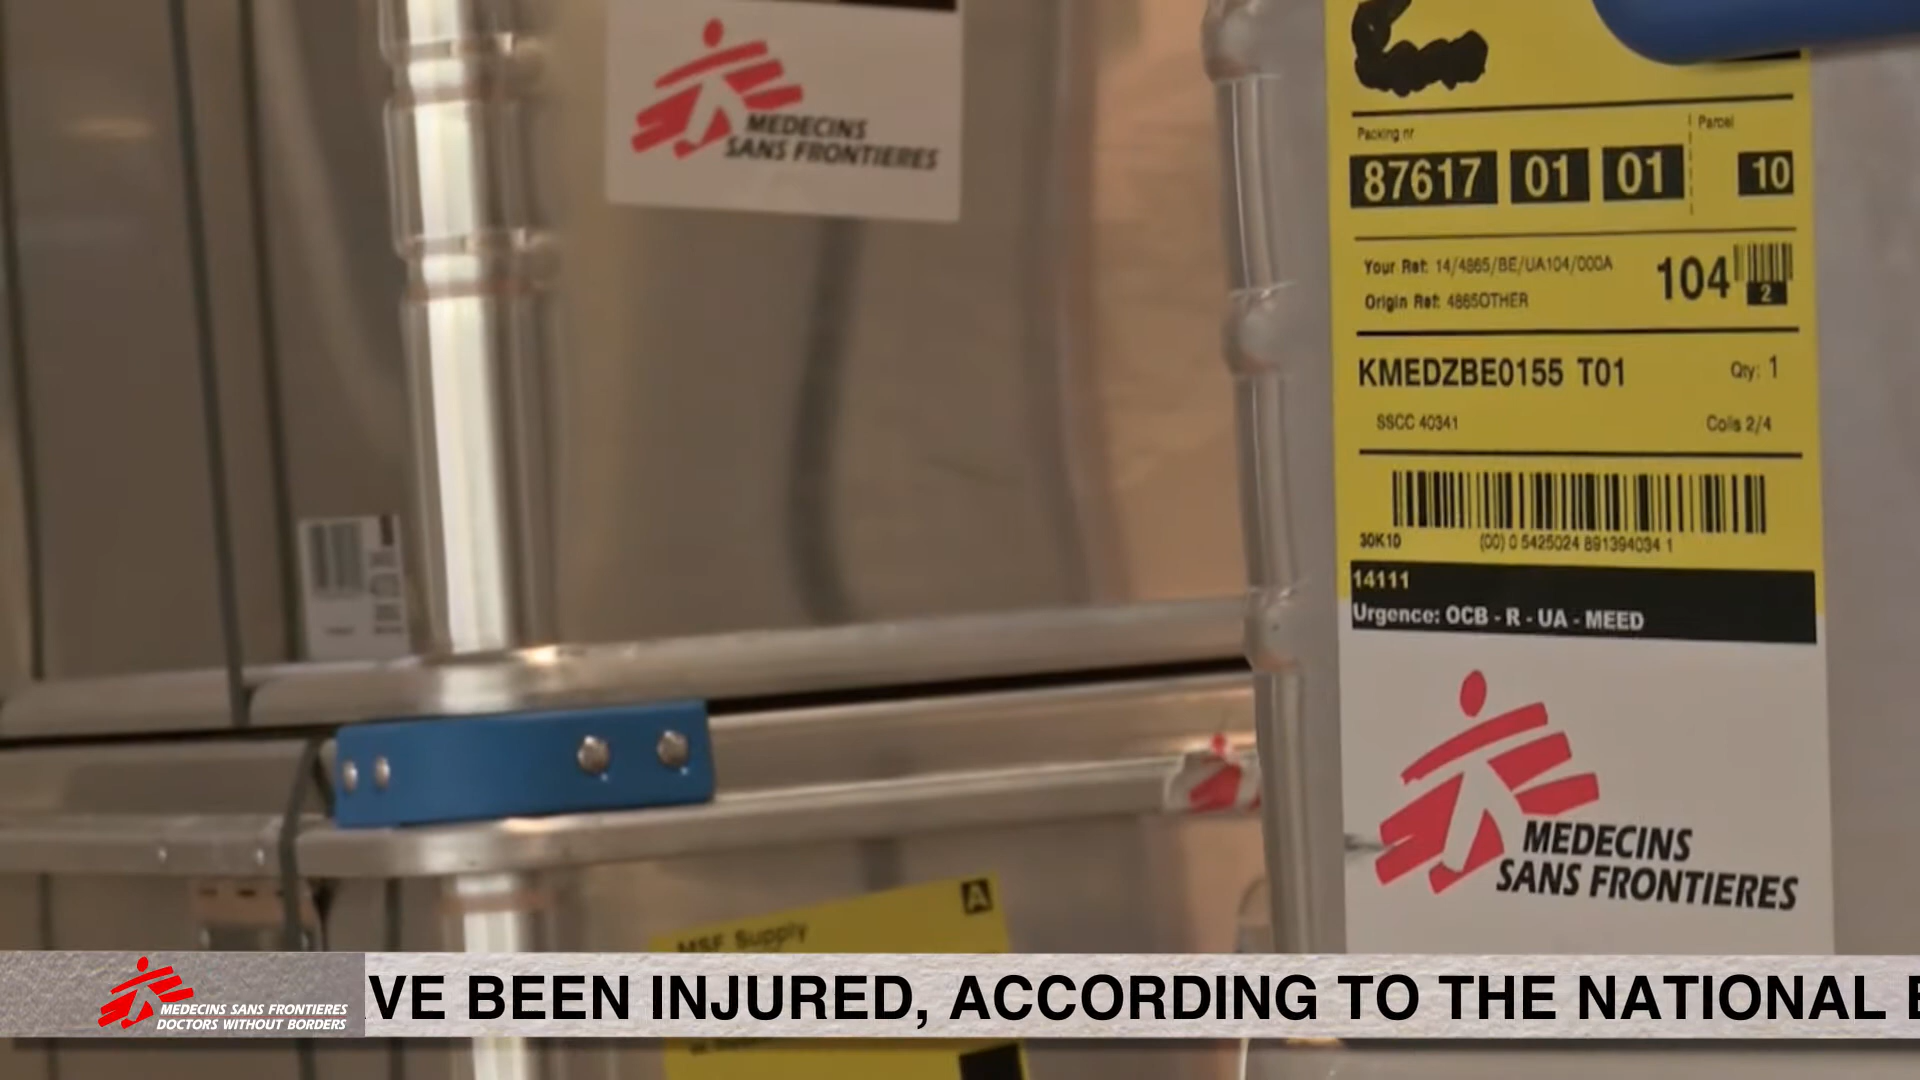 MEDECINS
SANS FRONTIERES
Packing nr
Parcel
87617 01 01 10
Your Ref: 14/4865/BE/UA104/000A
Origin Ref: 4865OTHER
104
2
KMEDZBE0155 T01
Qty: 1
SSCC 40341
Colis 2/4
30K10
(00) 0 5425024 891394034 1
14111
Urgence: OCB - R - UA - MEED
MEDECINS
SANS FRONTIERES
A
MSF Supply
MEDECINS SANS FRONTIERES
DOCTORS WITHOUT BORDERS
VE BEEN INJURED, ACCORDING TO THE NATIONAL